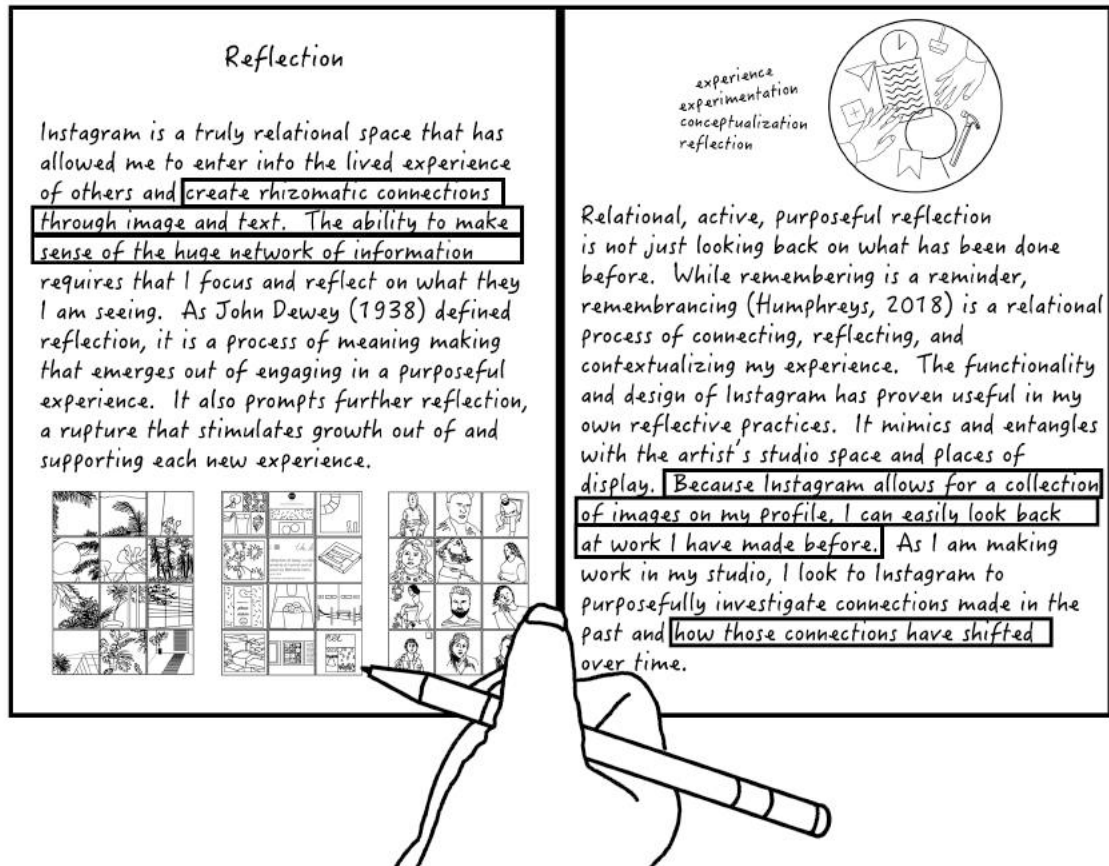 Reflection
Instagram is a truly relational space that has
allowed me to enter into the lived experience
of others and create rhizomatic connections
through image and text. The ability to make
sense of the huge network of information
requires that I focus and reflect on what they
I am seeing. As John Dewey (1938) defined
reflection, it is a process of meaning making
that emerges out of engaging in a purposeful
experience. It also prompts further reflection,
a rupture that stimulates growth out of and
supporting each new experience.
experience
experimentation
conceptualization
reflection
Relational, active, purposeful reflection
is not just looking back on what has been done
before. While remembering is a reminder,
remembrancing (Humphreys, 2018) is a relational
process of connecting, reflecting, and
contextualizing my experience. The functionality
and design of Instagram has proven useful in my
own reflective practices. It mimics and entangles
with the artist's studio space and places of
display. Because Instagram allows for a collection
of images on my profile, I can easily look back
at work I have made before. As I am making
work in my studio, I look to Instagram to
purposefully investigate connections made in the
past and how those connections have shifted
over time.